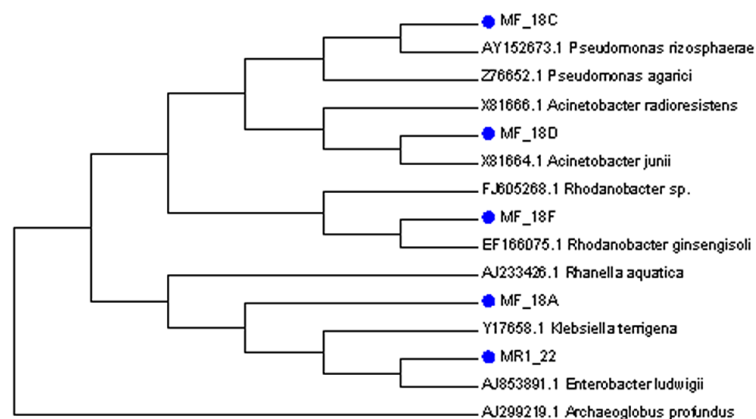 MF_18C
AY152673.1 Pseudomonas rizosphaerae
Z76652.1 Pseudomonas agarici
X81666.1 Acinetobacter radioresistens
MF_18D
X81664.1 Acinetobacter junii
FJ605268.1 Rhodanobacter sp.
MF_18F
EF166075.1 Rhodanobacter ginsengisoli
AJ233426.1 Rhanella aquatica
MF_18A
Y17658.1 Klebsiella terrigena
MR1_22
AJ853891.1 Enterobacter ludwigii
AJ299219.1 Archaeoglobus profundus